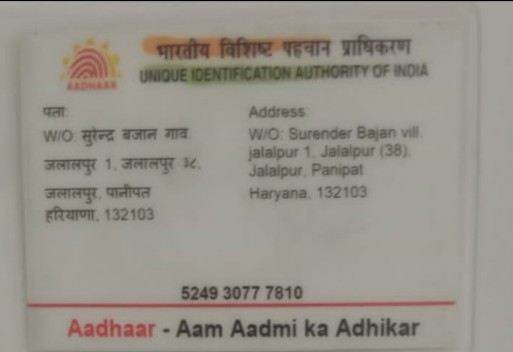 भारतीय विशिष्ट पहचान प्राधिकरण
UNIQUE IDENTIFICATION AUTHORITY OF INDIA
AADHAAR
पता:
W/O: सुरेन्द्र बजान गाव.
जलालपुर 1, जलालपुर ३८,
जलालपुर, पानीपत
हरियाणा, 132103
Address:
W/O: Surender Bajan vill.
jalalpur 1, Jalalpur (38),
Jalalpur, Panipat
Haryana, 132103
5249 3077 7810
Aadhaar - Aam Aadmi ka Adhikar